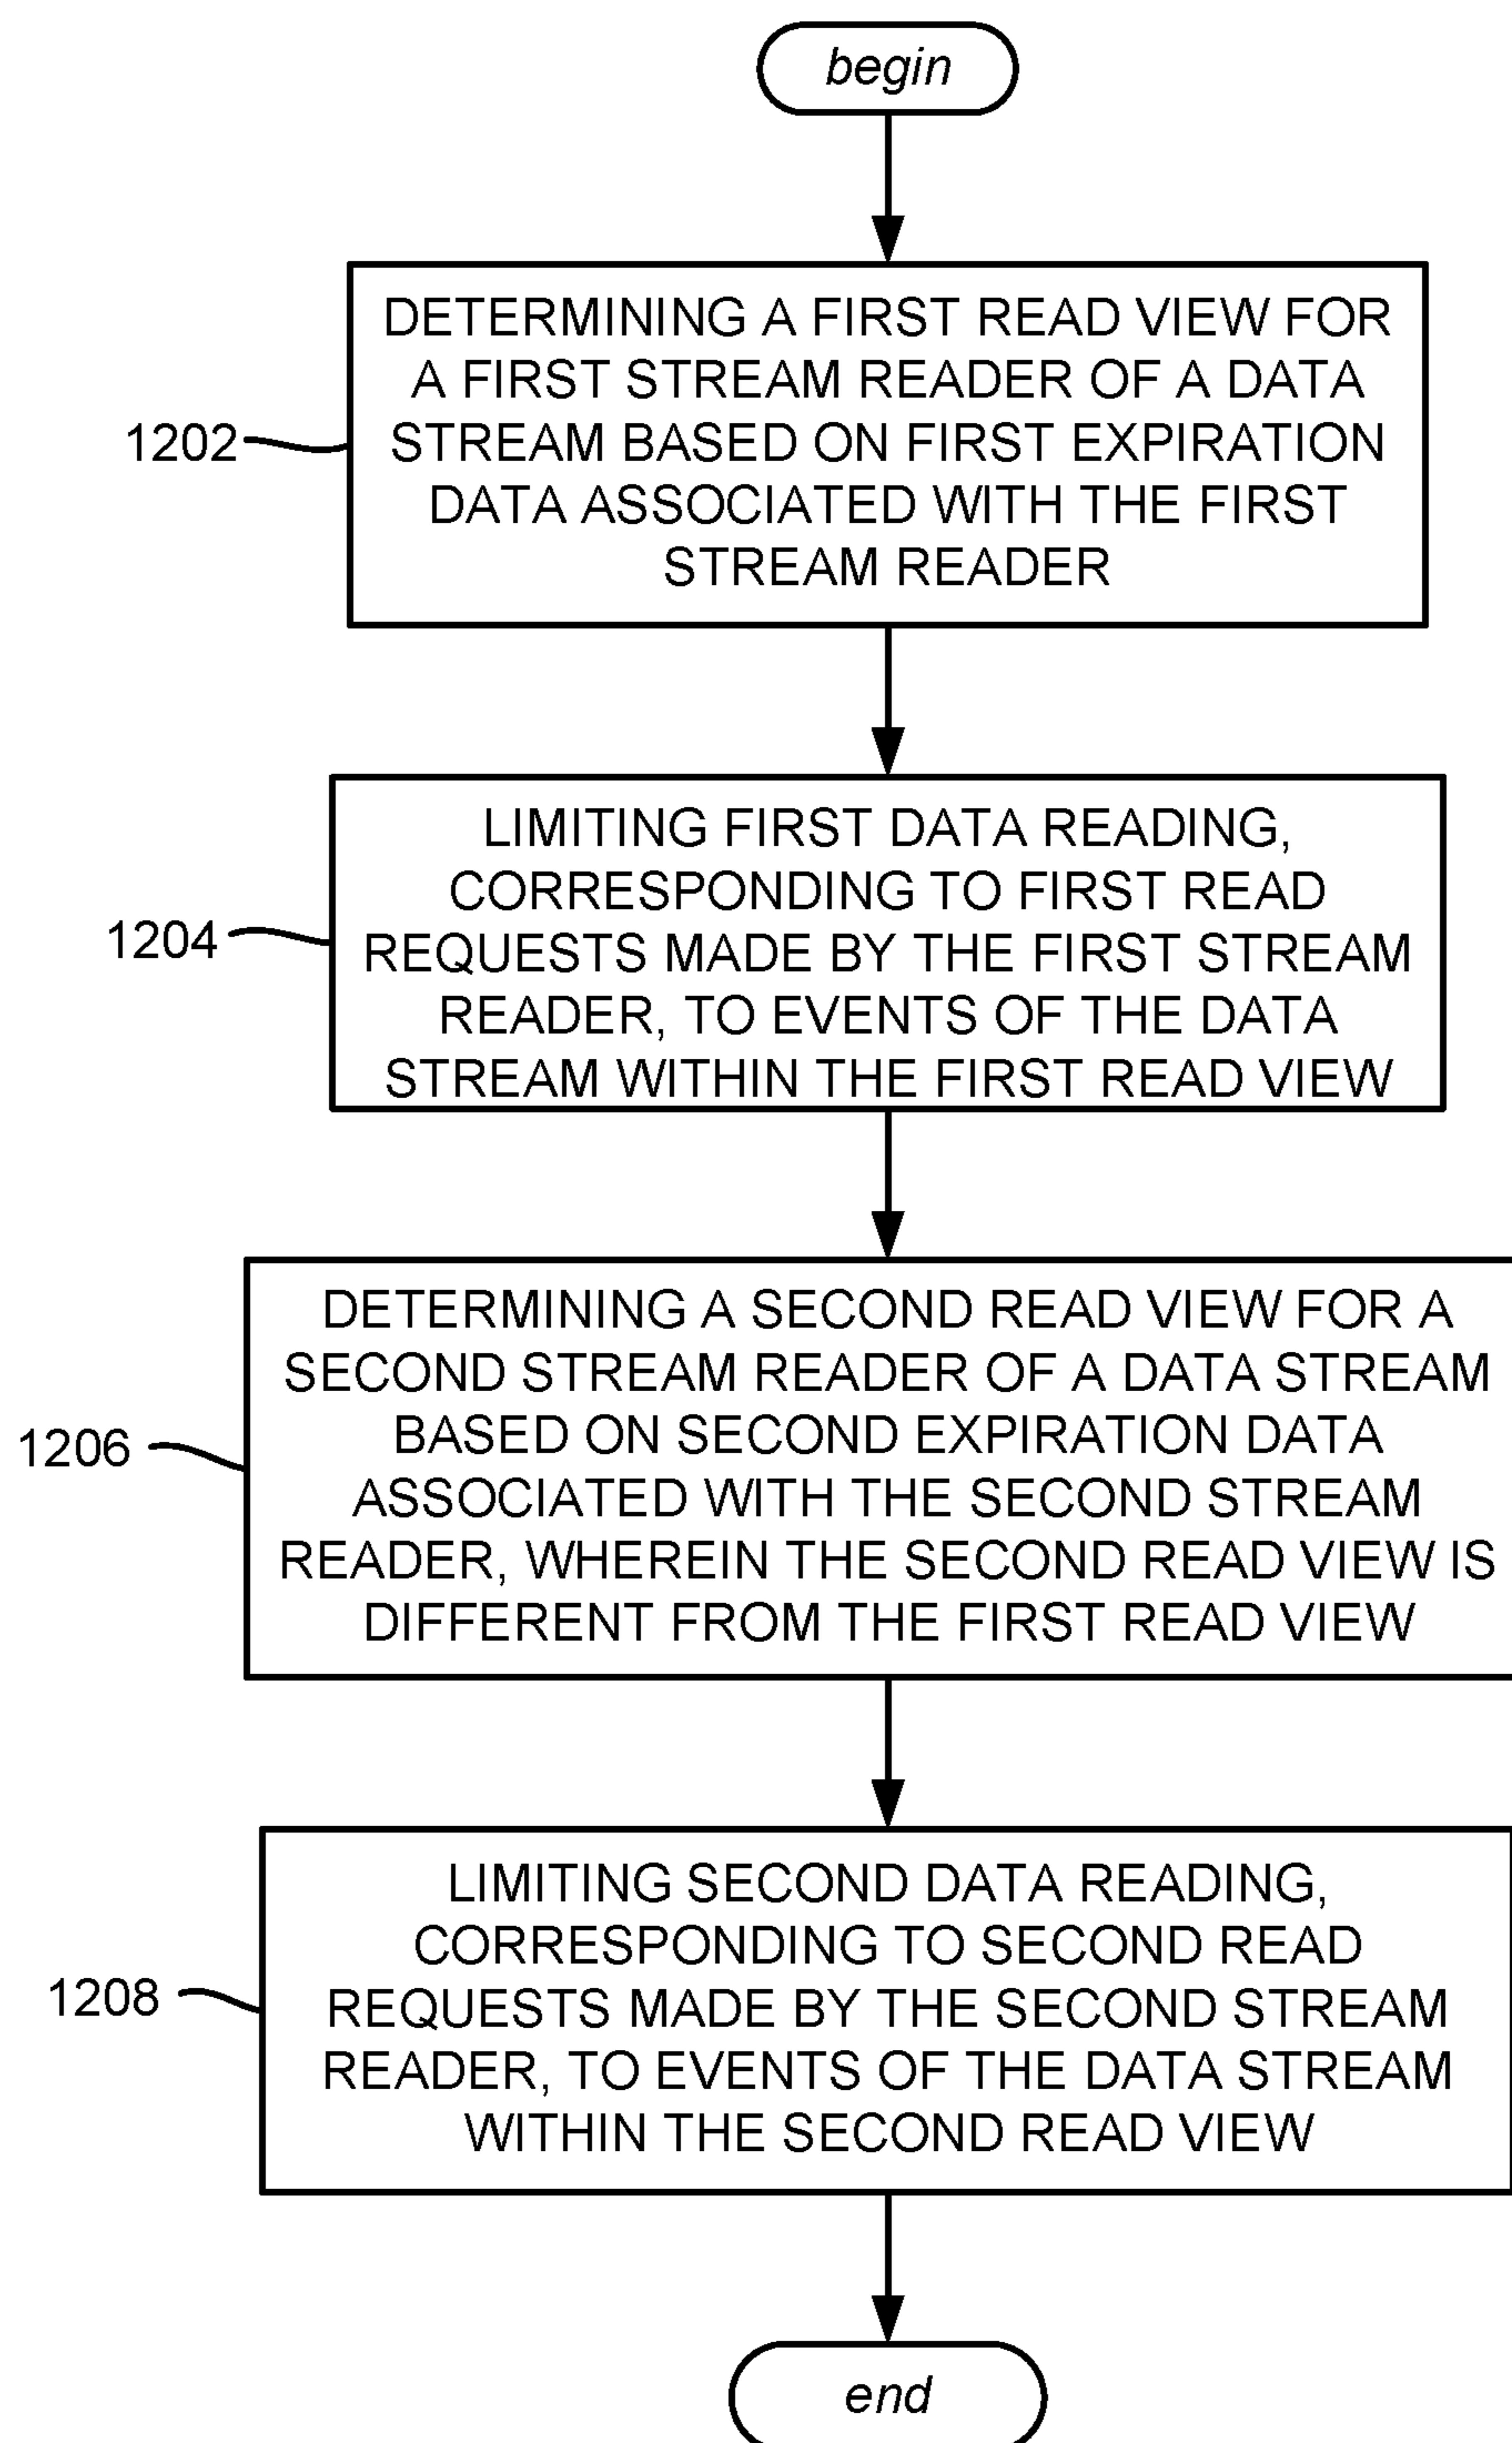 begin
DETERMINING A FIRST READ VIEW FOR
A FIRST STREAM READER OF A DATA
STREAM BASED ON FIRST EXPIRATION
DATA ASSOCIATED WITH THE FIRST
STREAM READER
1202
LIMITING FIRST DATA READING,
CORRESPONDING TO FIRST READ
REQUESTS MADE BY THE FIRST STREAM
READER, TO EVENTS OF THE DATA
STREAM WITHIN THE FIRST READ VIEW
1204
DETERMINING A SECOND READ VIEW FOR A
SECOND STREAM READER OF A DATA STREAM
BASED ON SECOND EXPIRATION DATA
ASSOCIATED WITH THE SECOND STREAM
READER, WHEREIN THE SECOND READ VIEW IS
DIFFERENT FROM THE FIRST READ VIEW
1206
LIMITING SECOND DATA READING,
CORRESPONDING TO SECOND READ
REQUESTS MADE BY THE SECOND STREAM
READER, TO EVENTS OF THE DATA STREAM
WITHIN THE SECOND READ VIEW
1208
end